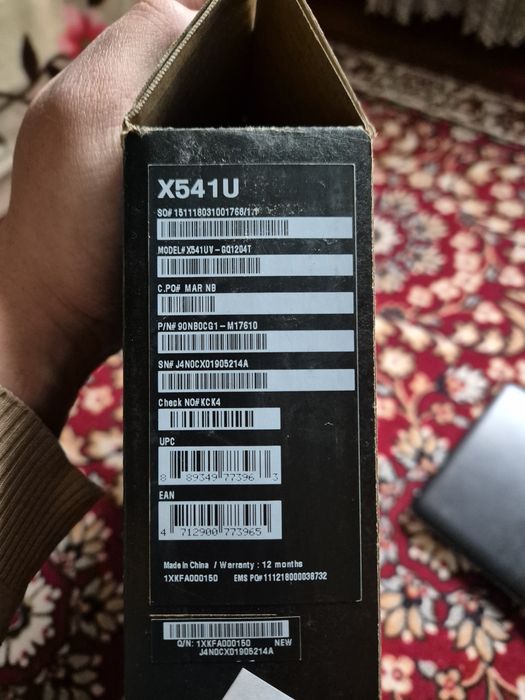 X541U
SO# 151118031001768/1.1
MODEL# X541UV-GQ1204T
C.PO# MAR NB
P/N# 90NB0CG1-M17610
SN# J4N0CX01905214A
Check NO# KCK4
UPC
8 89349 77396 3
EAN
4 712900 773965
Made in China / Warranty : 12 months
1XKFA000150 EMS PO# 111218000038732
Q/N: 1XKFA000150 NEW
J4N0CX01905214A